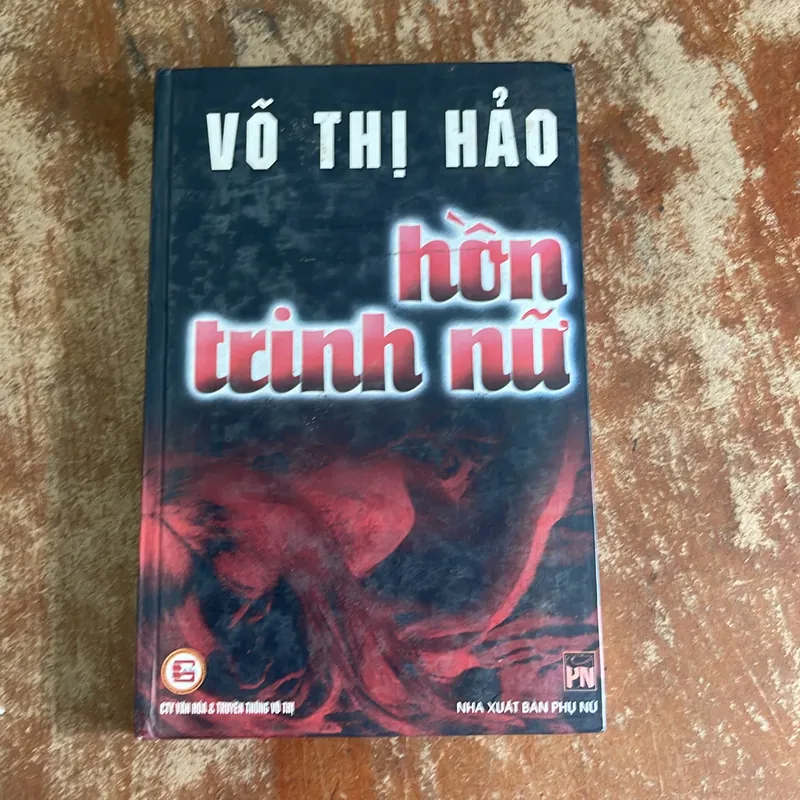 VÕ THỊ HẢO
hồn
trinh nữ
PN
CTY VĂN HÓA & TRUYỀN THÔNG VÕ THỊ
NHÀ XUẤT BẢN PHỤ NỮ